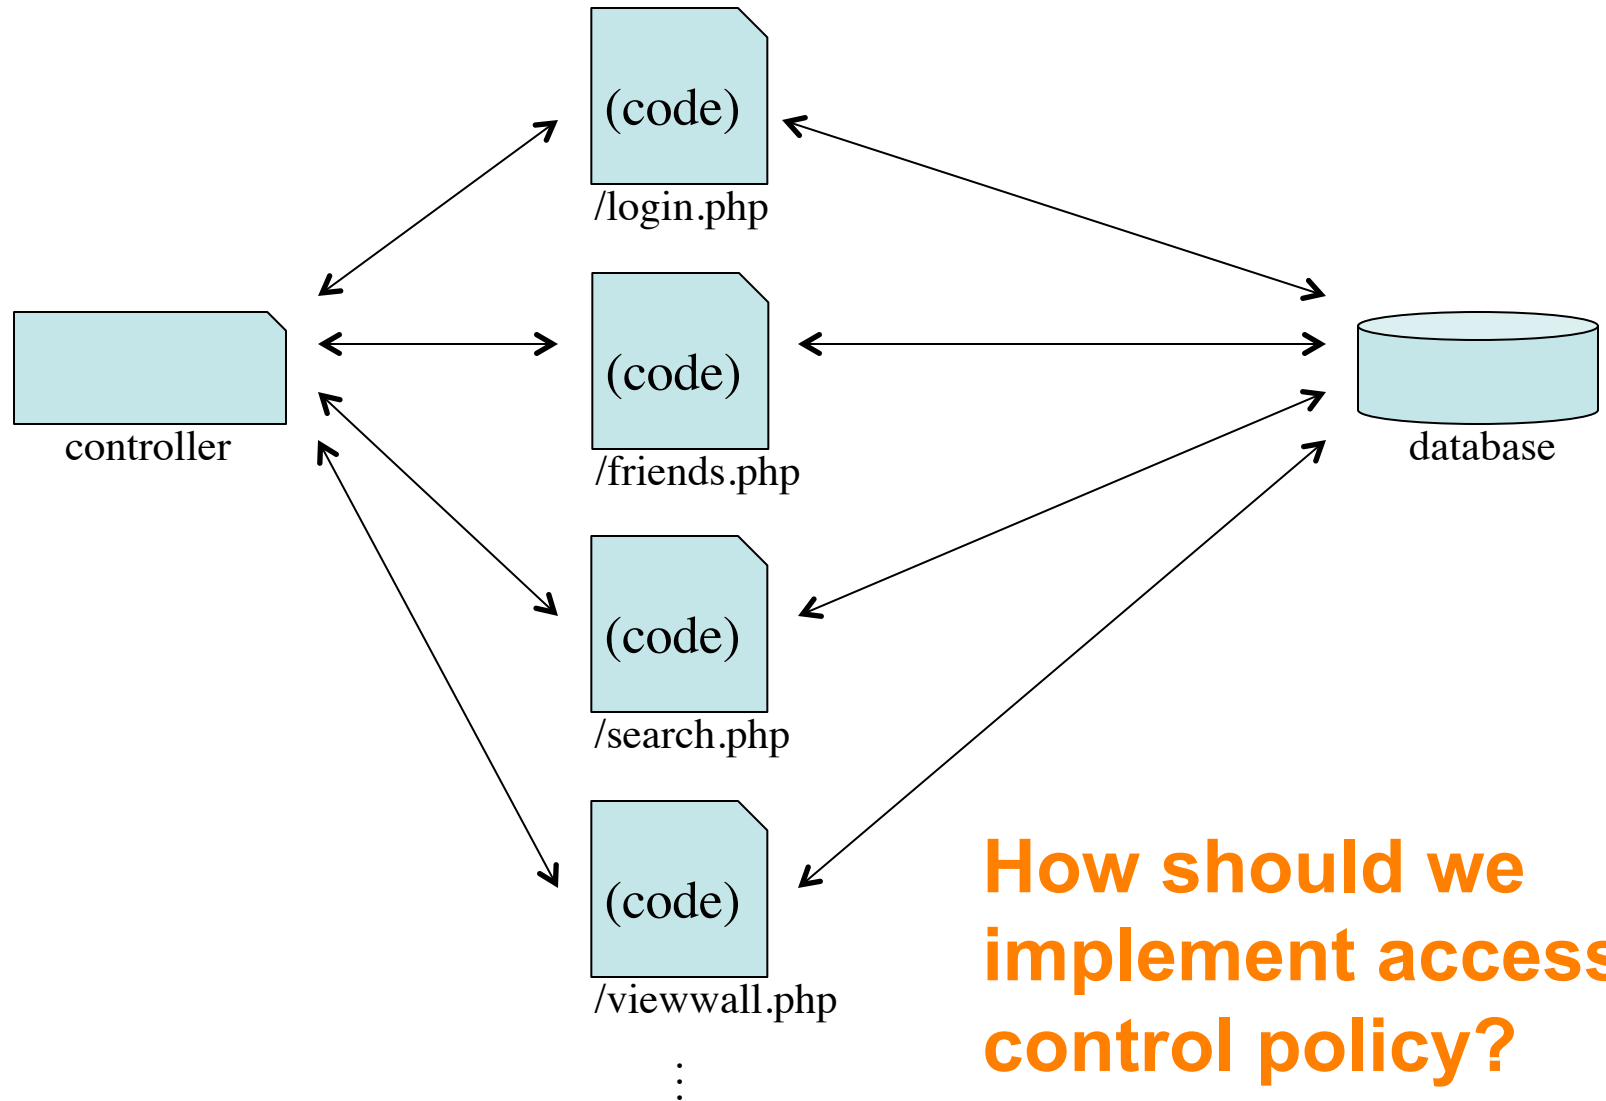 (code)
/login.php
controller
(code)
/friends.php
database
(code)
/search.php
(code)
/viewwall.php
⋮
How should we
implement access
control policy?